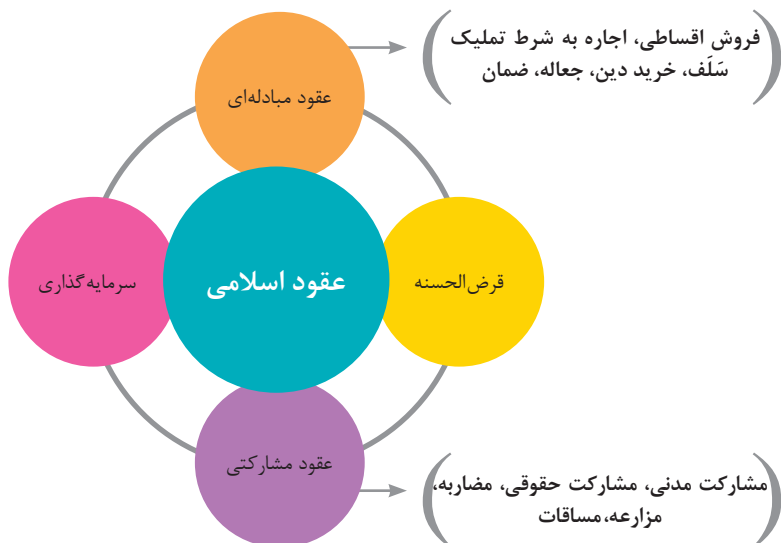 فروش اقساطی، اجاره به شرط تملیک
سَلَف، خرید دین، جعاله، ضمان
عقود مبادله‌ای
قرض‌الحسنه
عقود اسلامی
سرمایه‌گذاری
عقود مشارکتی
مشارکت مدنی، مشارکت حقوقی، مضاربه،
مزارعه،مساقات